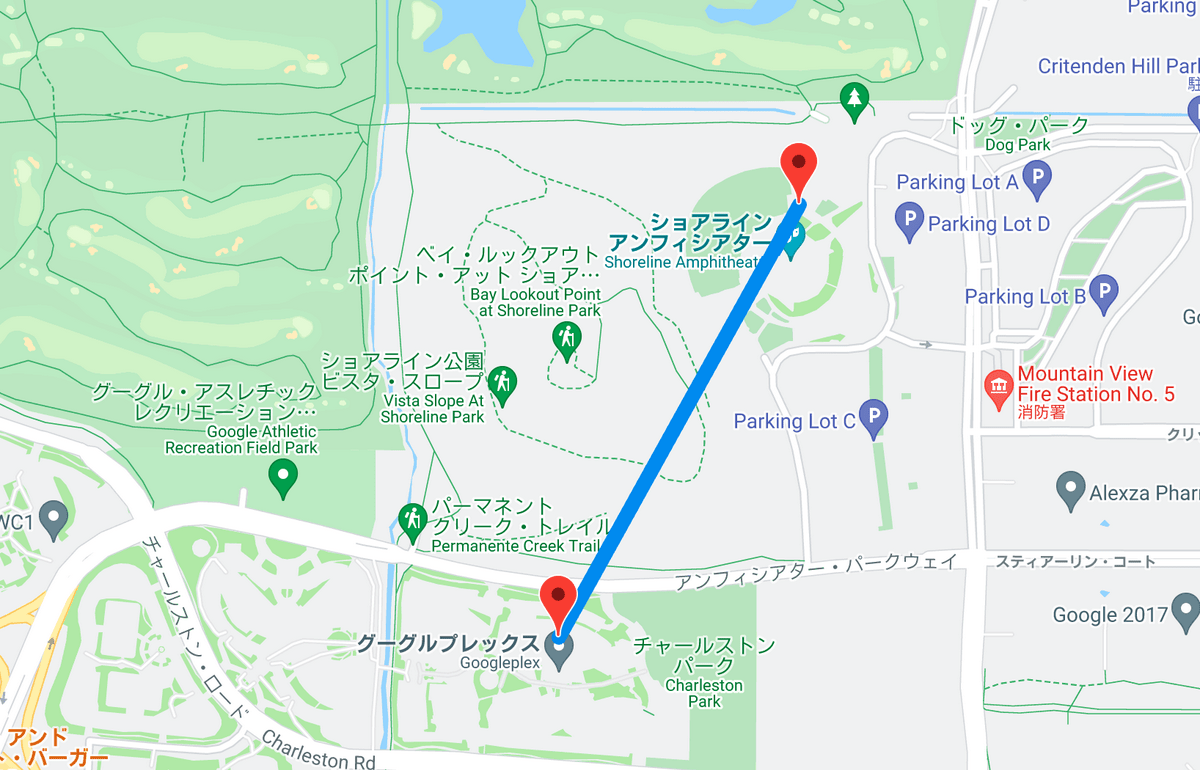 Parking
Critenden Hill Park
駐
ドッグ・パーク
Dog Park
Parking Lot A
P
P
Parking Lot D
ショアライン
アンフィシアター
Shoreline Amphitheat
ベイ・ルックアウト
ポイント・アット ショア…
Bay Lookout Point
at Shoreline Park
Parking Lot B
P
Go
ショアライン公園
ビスタ・スロープ
Vista Slope At
Shoreline Park
グーグル・アスレチック
レクリエーション…
Google Athletic
Recreation Field Park
Mountain View
Fire Station No. 5
消防署
Parking Lot C
P
クリッ
WC1
パーマネント
クリーク・トレイル
Permanente Creek Trail
Alexza Phar
アンフィシアター・パークウェイ
スティアーリン・コート
チャールストン・ロード
Google 2017
グーグルプレックス
Googleplex
チャールストン
パーク
Charleston
Park
アンド
ト・バーガー
Charleston Rd